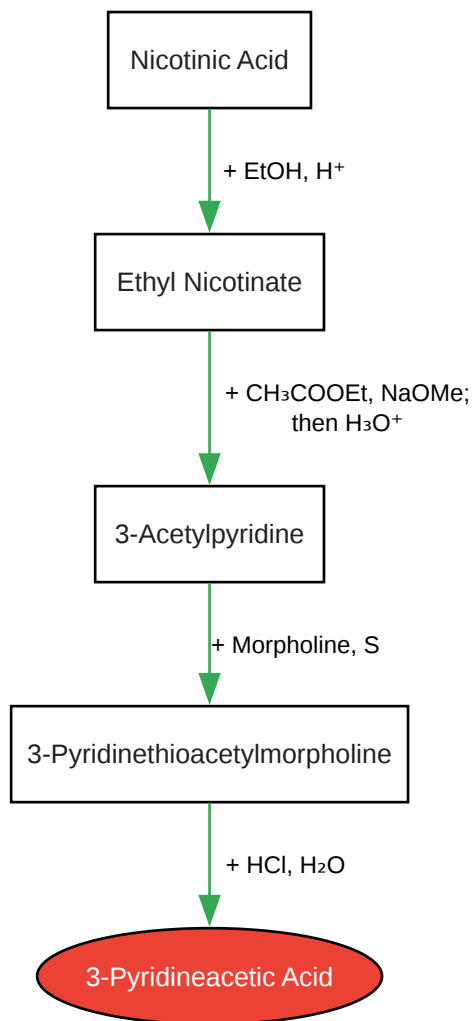 Nicotinic Acid
+ EtOH, H⁺
Ethyl Nicotinate
+ CH₃COOEt, NaOMe;
then H₃O⁺
3-Acetylpyridine
+ Morpholine, S
3-Pyridinethioacetylmorpholine
+ HCl, H₂O
3-Pyridineacetic Acid